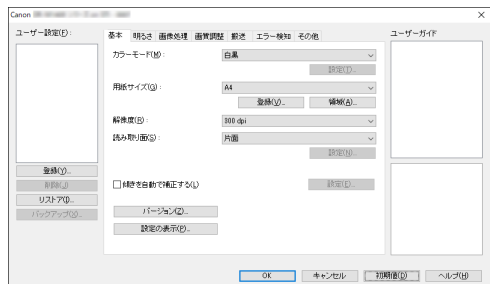 Canon
ユーザー設定(F):
登録(Y)...
削除(J)
リストア(I)...
バックアップ(X)...
基本 明るさ 画像処理 画質調整 搬送 エラー検知 その他
カラーモード(M):
白黒
設定(T)...
用紙サイズ(G):
A4
登録(V)...
領域(A)...
解像度(R):
300 dpi
読み取り面(S):
片面
設定(N)...
傾きを自動で補正する(L)
設定(E)...
バージョン(Z)...
設定の表示(P)...
ユーザーガイド
OK
キャンセル
初期値(D)
ヘルプ(H)